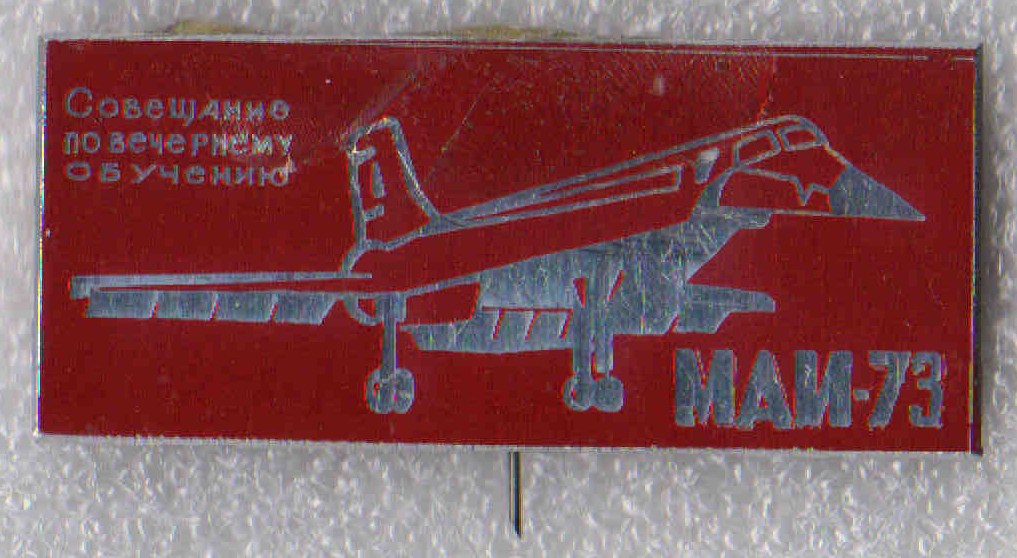 Совещание
по вечернему
обучению
МАИ-73